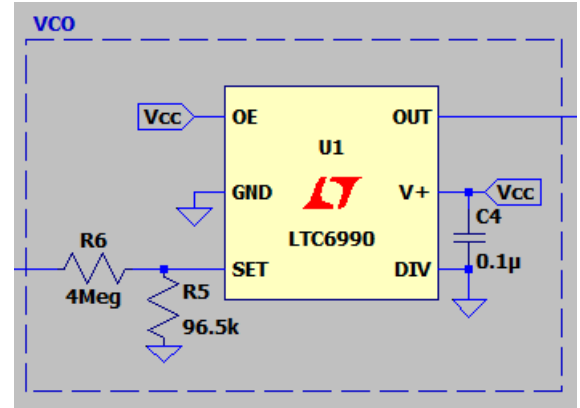 VCO
Vcc
OE
OUT
U1
GND
V+
Vcc
LTC6990
C4
R6
SET
DIV
0.1µ
4Meg
R5
96.5k